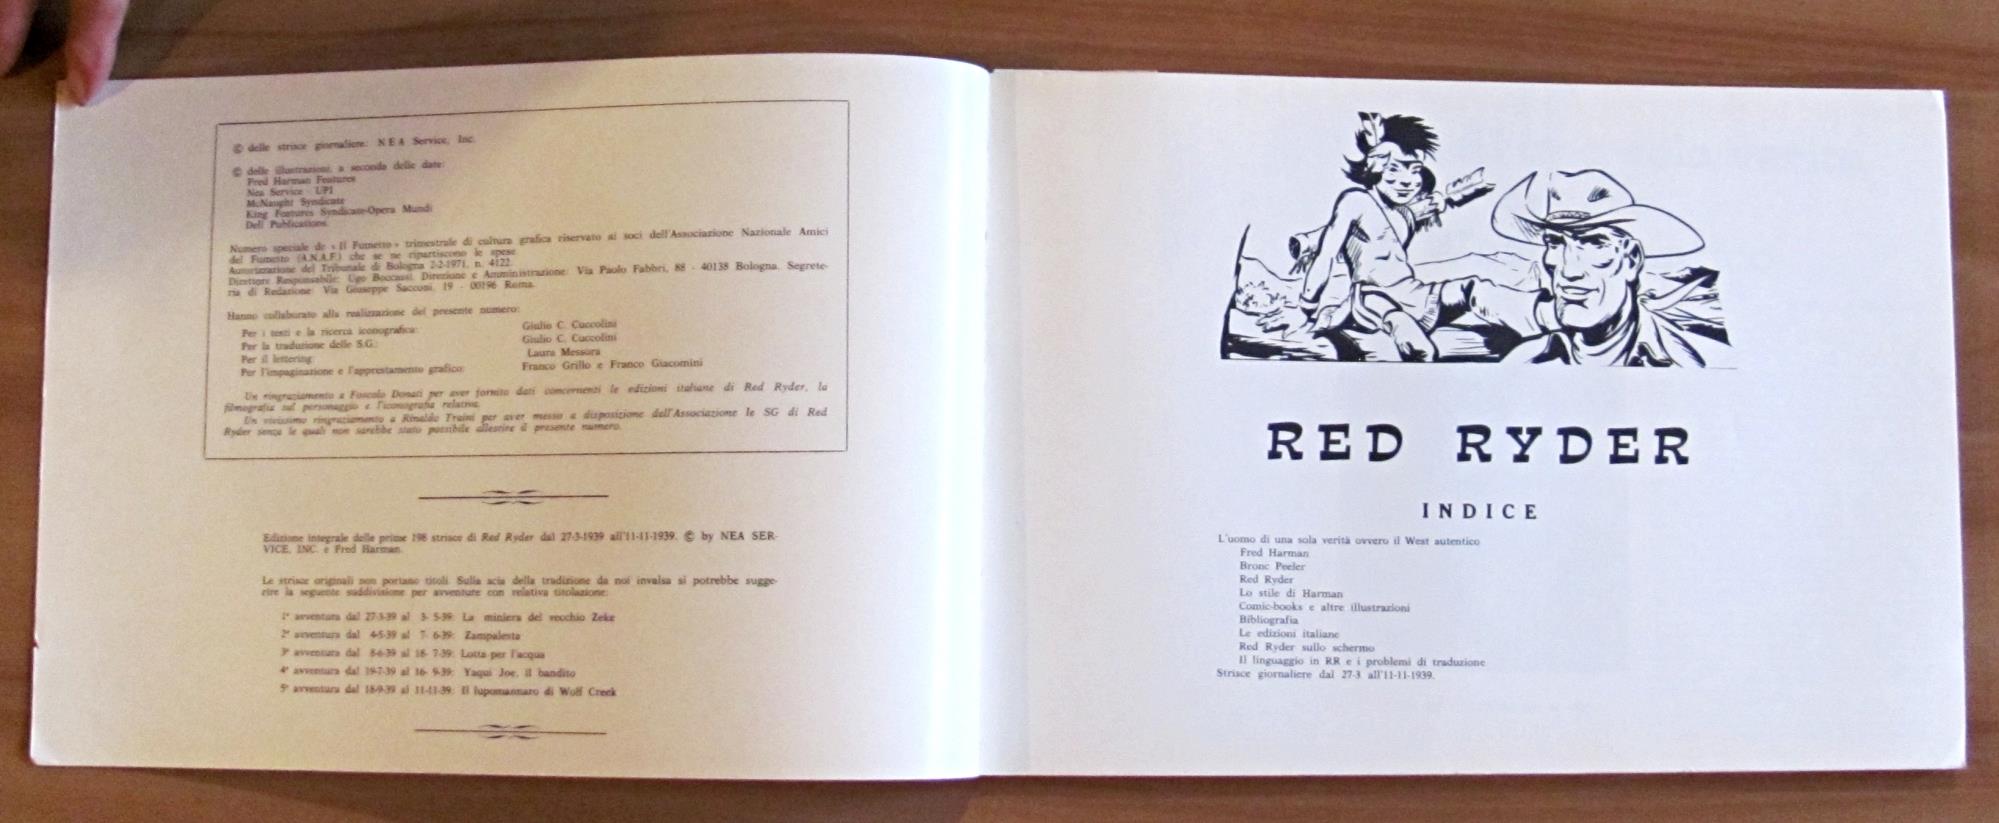 © delle strisce giornaliere: NEA Service, Inc.
© delle illustrazioni, a seconda delle date:
Fred Harman Features
Nea Service - UPI
McNaught Syndicate
King Features Syndicate-Opera Mundi
Dell Publications.
Numero speciale de « Il Fumetto » trimestrale di cultura grafica riservato ai soci dell'Associazione Nazionale Amici
del Fumetto (A.N.A.F.) che se ne ripartiscono le spese
Autorizzazione del Tribunale di Bologna 2-2-1971, n. 4122.
Direttore Responsabile: Ugo Boccassi. Direzione e Amministrazione: Via Paolo Fabbri, 88 - 40138 Bologna. Segrete-
ria di Redazione: Via Giuseppe Sacconi, 19 - 00196 Roma.
Hanno collaborato alla realizzazione del presente numero:
Per i testi e la ricerca iconografica: Giulio C. Cuccolini
Per la traduzione delle S.G.: Giulio C. Cuccolini
Per il lettering: Laura Messora
Per l'impaginazione e l'apprestamento grafico: Franco Grillo e Franco Giacomini
Un ringraziamento a Foscolo Donati per aver fornito dati concernenti le edizioni italiane di Red Ryder, la
filmografia sul personaggio e l'iconografia relativa.
Un vivissimo ringraziamento a Rinaldo Traini per aver messo a disposizione dell'Associazione le SG di Red
Ryder senza le quali non sarebbe stato possibile allestire il presente numero.
Edizione integrale delle prime 198 strisce di Red Ryder dal 27-3-1939 all'11-11-1939. © by NEA SER-
VICE, INC. e Fred Harman.
Le strisce originali non portano titoli. Sulla scia della tradizione da noi invalsa si potrebbe sugge-
rire la seguente suddivisione per avventure con relativa titolazione:
1ª avventura dal 27-3-39 al 3- 5-39: La miniera del vecchio Zeke
2ª avventura dal 4-5-39 al 7- 6-39: Zampalesta
3ª avventura dal 8-6-39 al 18- 7-39: Lotta per l'acqua
4ª avventura dal 19-7-39 al 16- 9-39: Yaqui Joe, il bandito
5ª avventura dal 18-9-39 al 11-11-39: Il lupomannaro di Wolf Creek
RED RYDER
INDICE
L'uomo di una sola verità ovvero il West autentico
Fred Harman
Bronc Peeler
Red Ryder
Lo stile di Harman
Comic-books e altre illustrazioni
Bibliografia
Le edizioni italiane
Red Ryder sullo schermo
Il linguaggio in RR e i problemi di traduzione
Strisce giornaliere dal 27-3 all'11-11-1939.